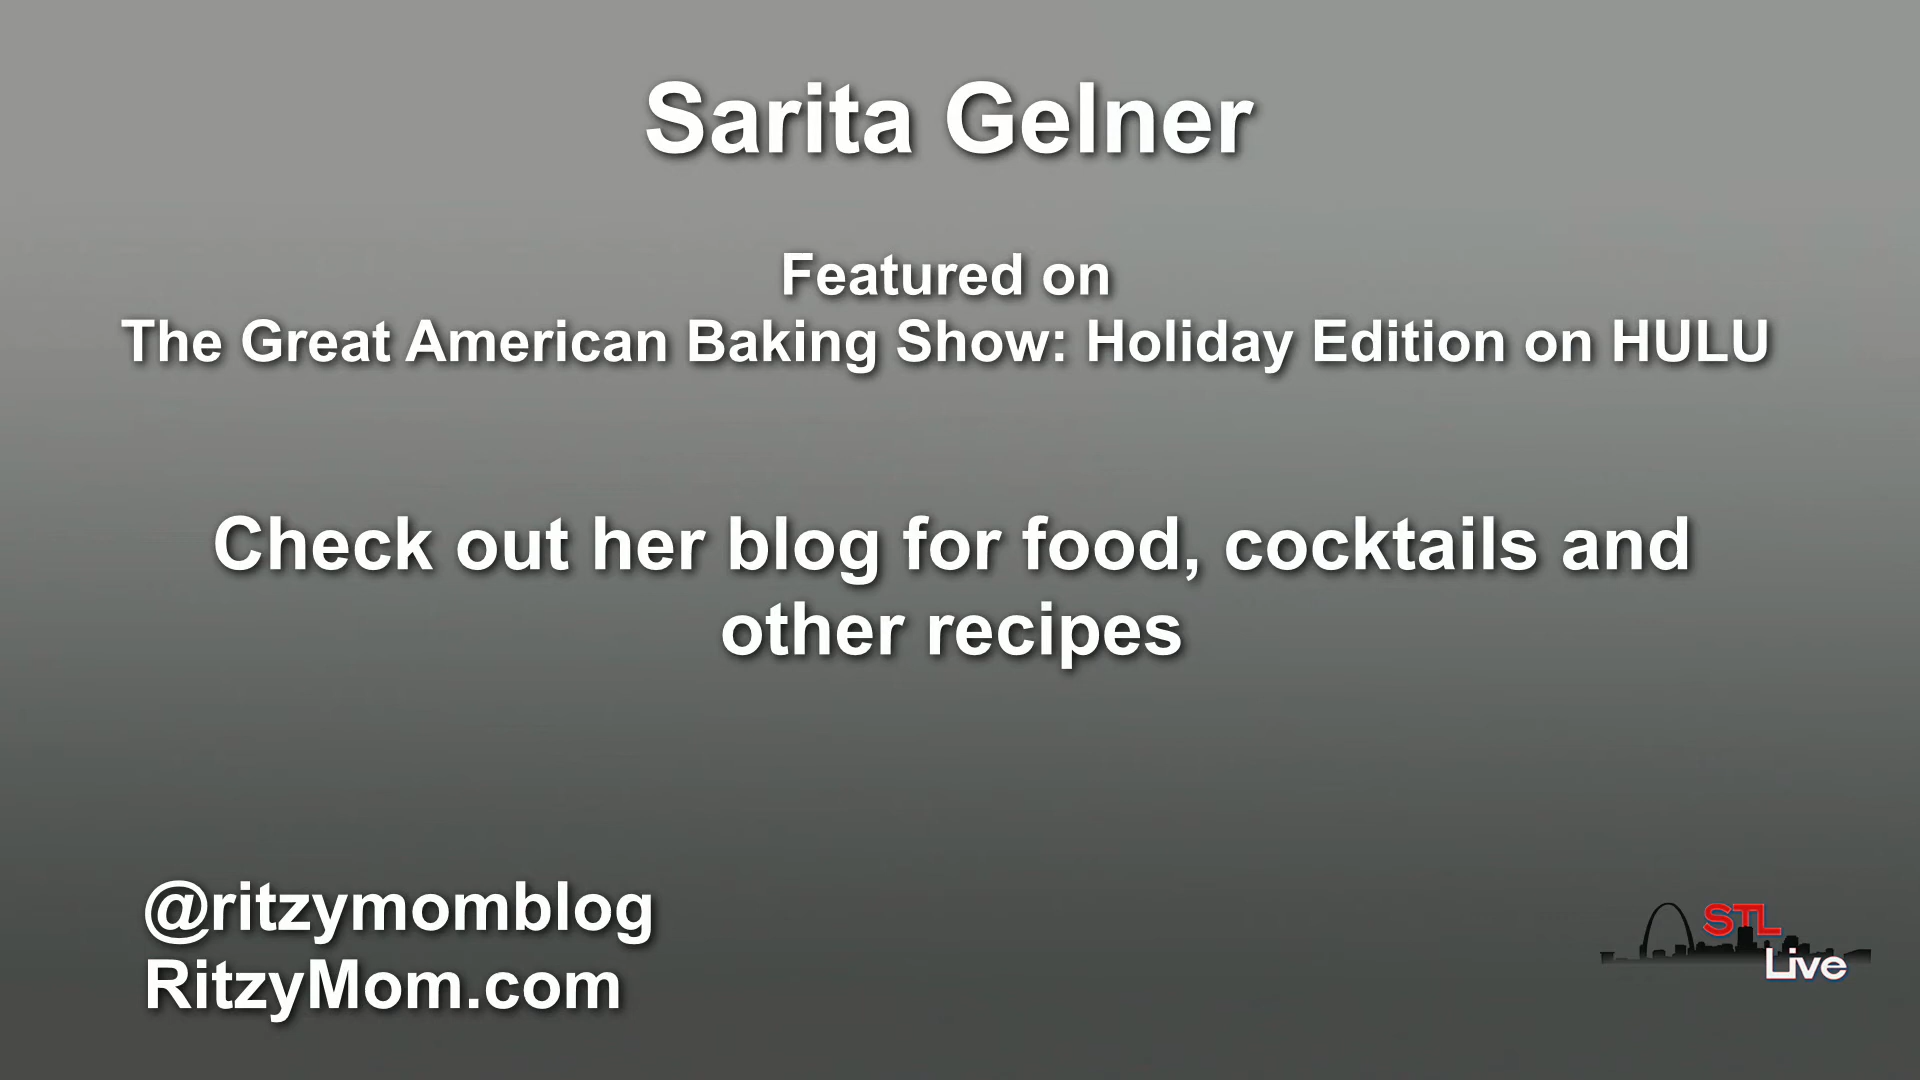 Sarita Gelner
Featured on
The Great American Baking Show: Holiday Edition on HULU
Check out her blog for food, cocktails and
other recipes
@ritzymomblog
RitzyMom.com
STL
Live